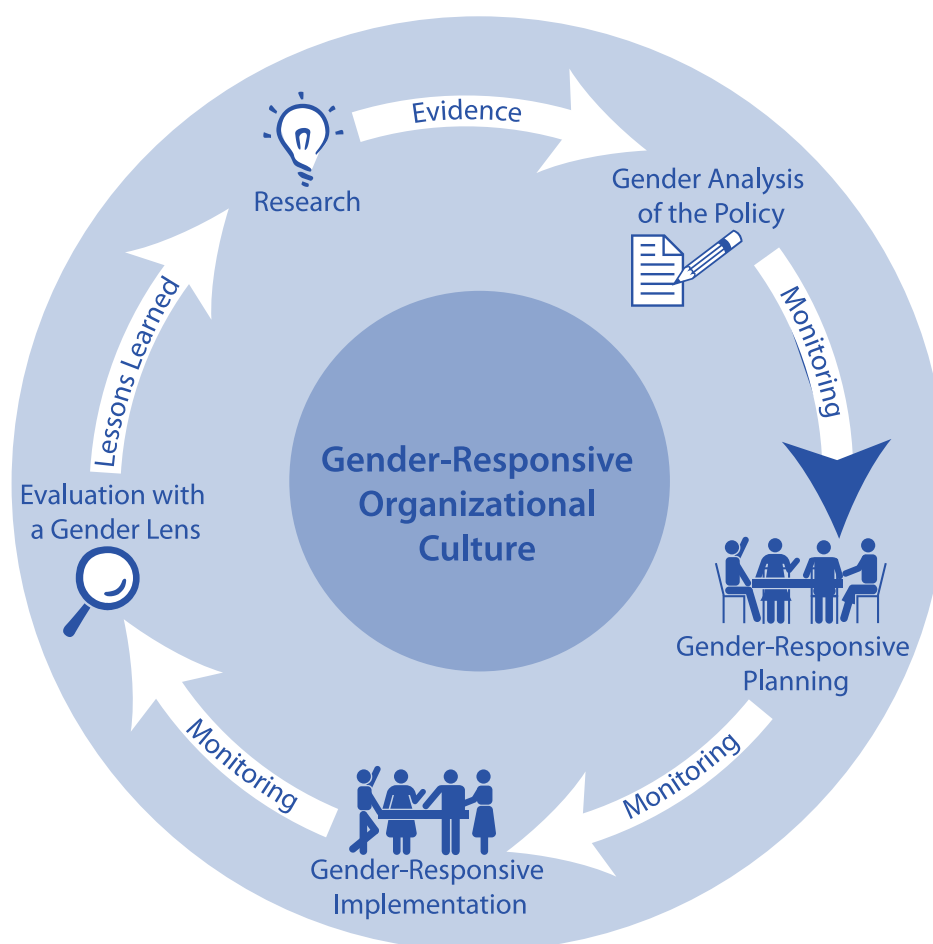 Evidence
Research
Gender Analysis
of the Policy
Monitoring
Lessons Learned
Gender-Responsive
Organizational
Culture
Evaluation with
a Gender Lens
Gender-Responsive
Planning
Monitoring
Monitoring
Gender-Responsive
Implementation